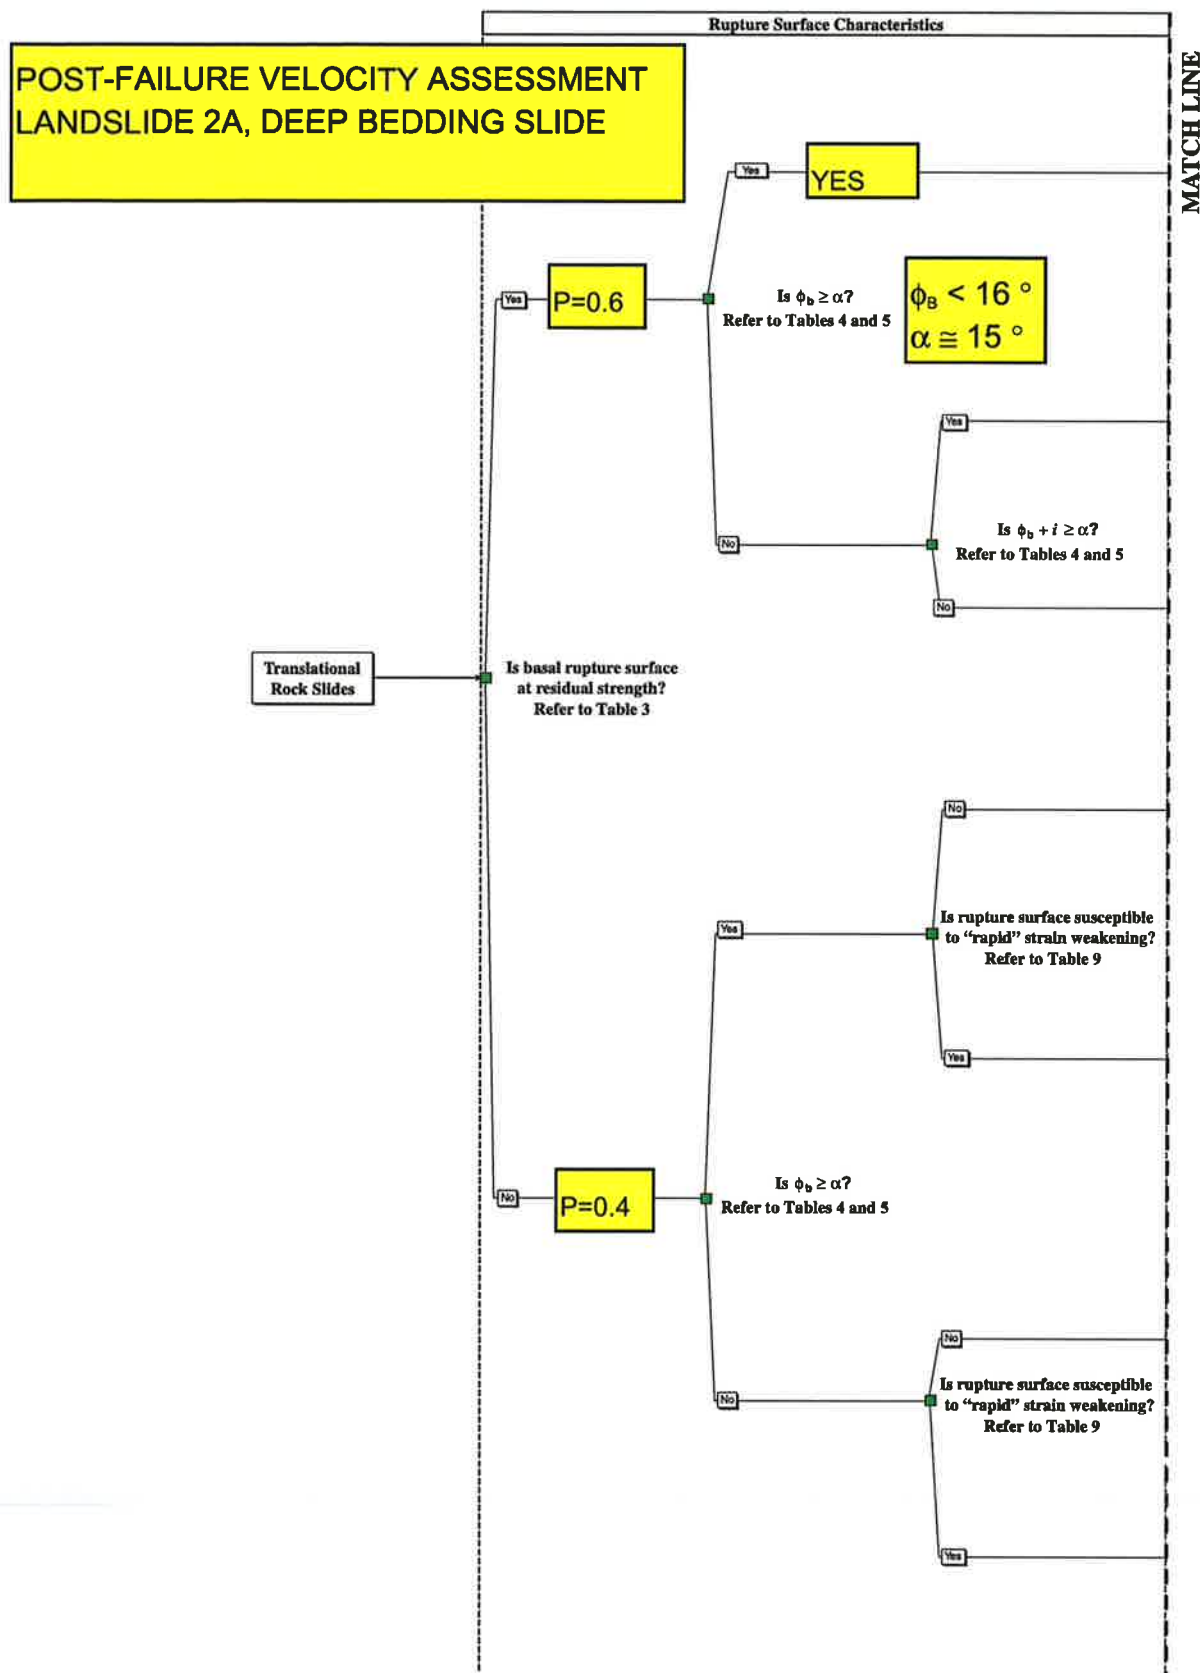 Rupture Surface Characteristics
POST-FAILURE VELOCITY ASSESSMENT
LANDSLIDE 2A, DEEP BEDDING SLIDE
MATCH LINE
Yes
YES
Yes
P=0.6
Is ϕb ≥ α?
Refer to Tables 4 and 5
ϕB < 16 °
α ≅ 15 °
Yes
Is ϕb + i ≥ α?
Refer to Tables 4 and 5
No
No
Translational
Rock Slides
Is basal rupture surface
at residual strength?
Refer to Table 3
No
Yes
Is rupture surface susceptible
to “rapid” strain weakening?
Refer to Table 9
Yes
No
P=0.4
Is ϕb ≥ α?
Refer to Tables 4 and 5
No
No
Is rupture surface susceptible
to “rapid” strain weakening?
Refer to Table 9
Yes